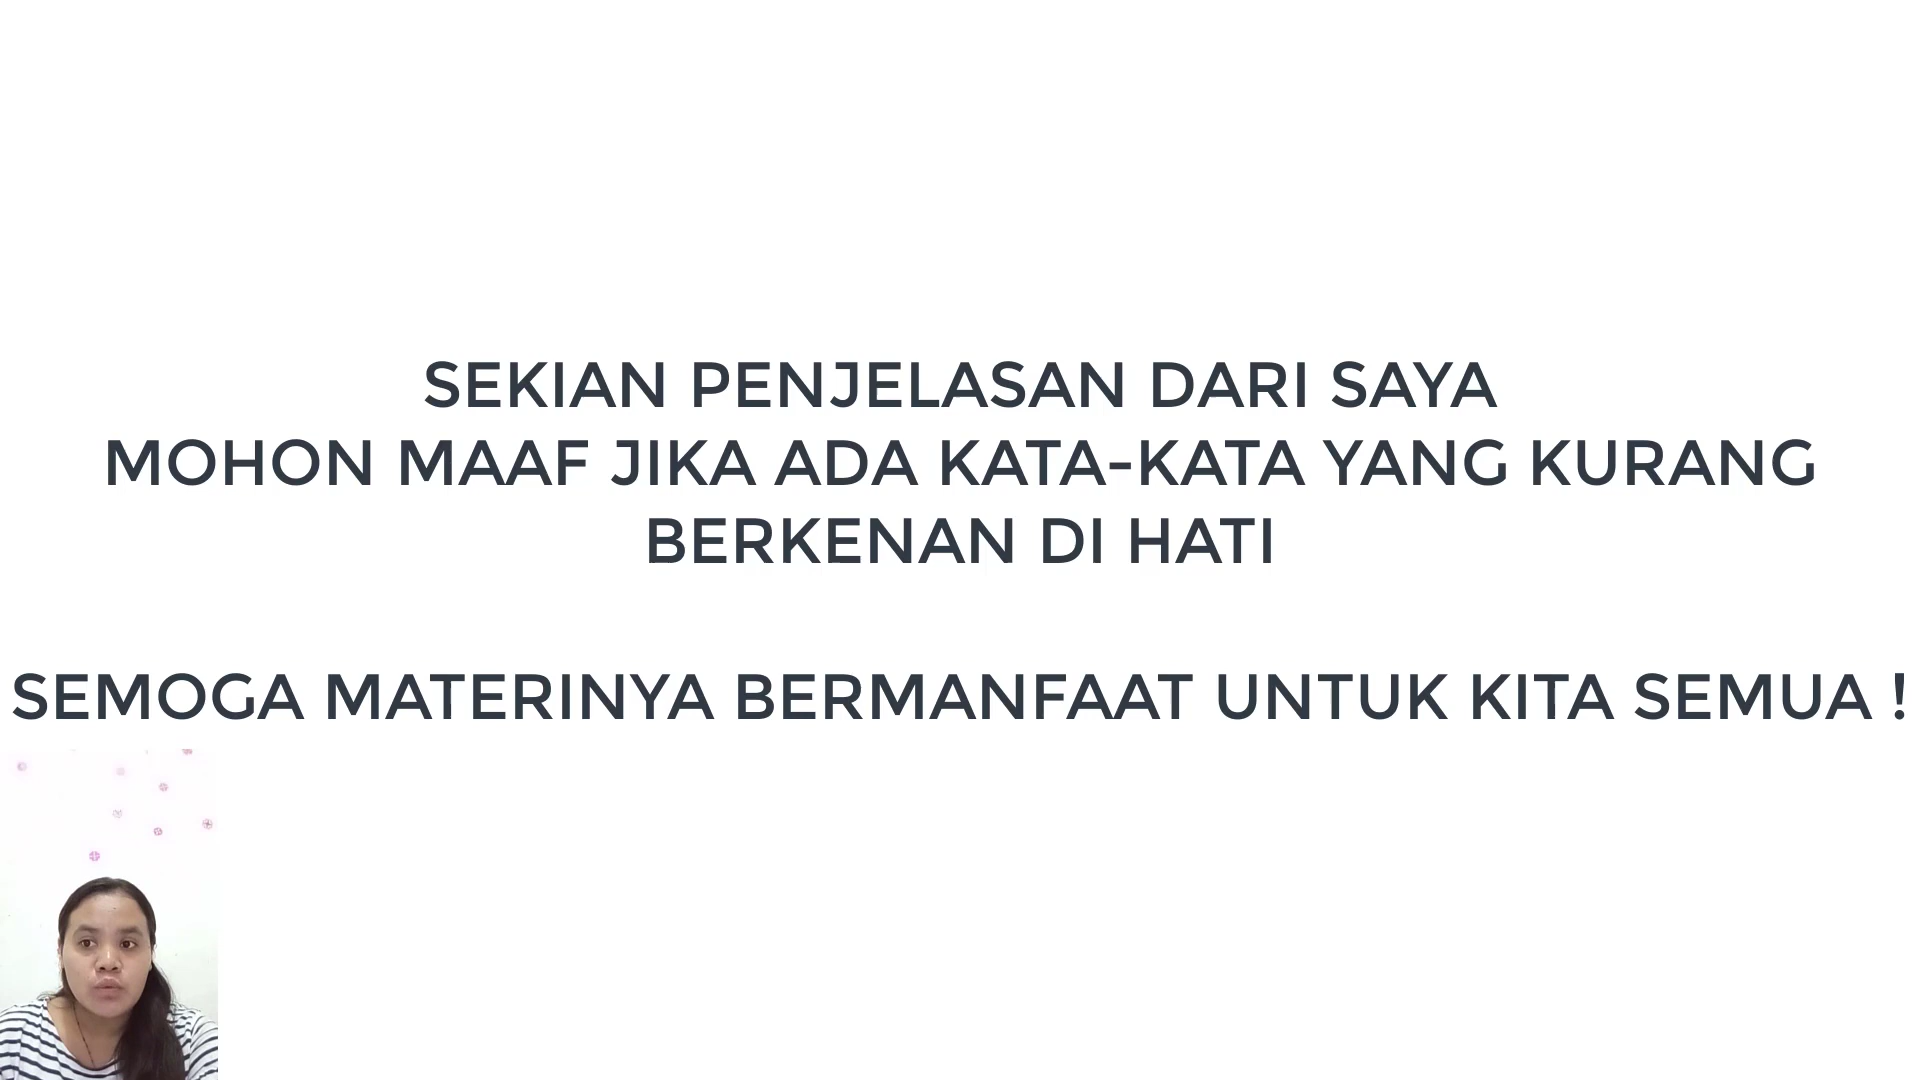 SEKIAN PENJELASAN DARI SAYA
MOHON MAAF JIKA ADA KATA-KATA YANG KURANG
BERKENAN DI HATI
SEMOGA MATERINYA BERMANFAAT UNTUK KITA SEMUA !